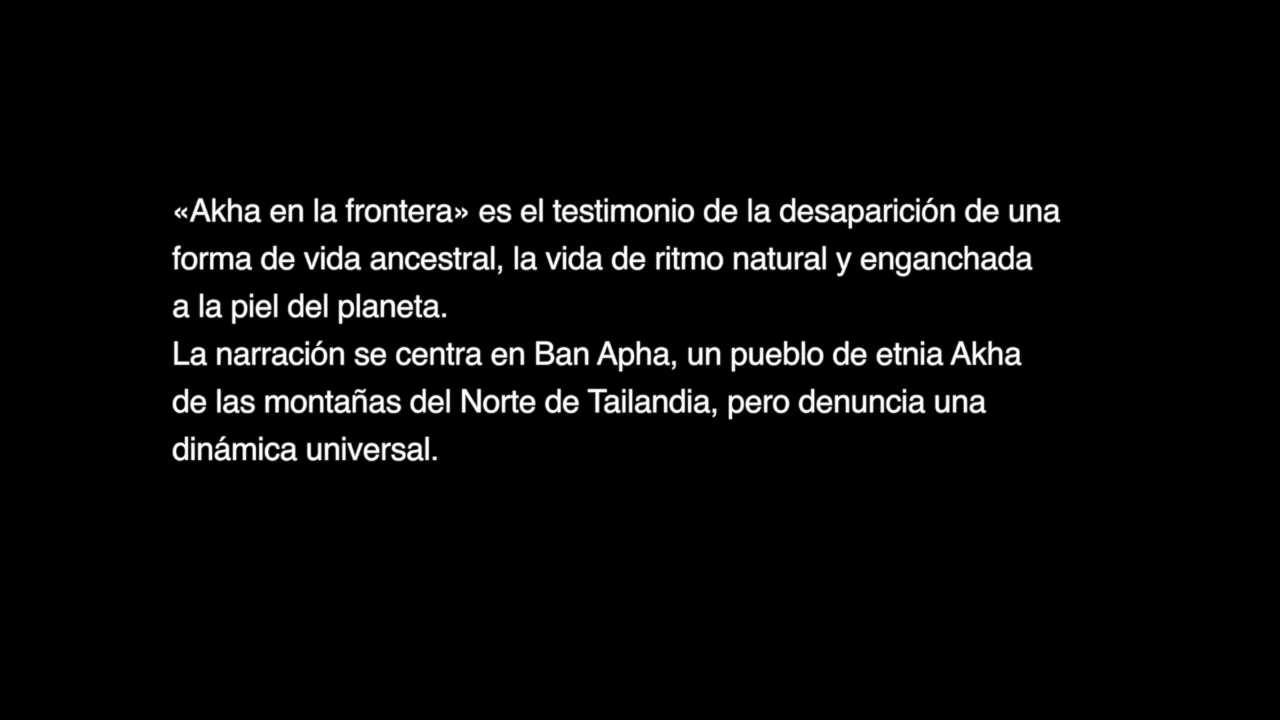 «Akha en la frontera» es el testimonio de la desaparición de una
forma de vida ancestral, la vida de ritmo natural y enganchada
a la piel del planeta.
La narración se centra en Ban Apha, un pueblo de etnia Akha
de las montañas del Norte de Tailandia, pero denuncia una
dinámica universal.